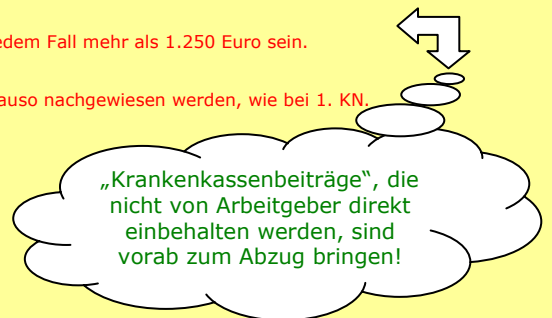 edem Fall mehr als 1.250 Euro sein.
auso nachgewiesen werden, wie bei 1. KN.
„Krankenkassenbeiträge“, die
nicht von Arbeitgeber direkt
einbehalten werden, sind
vorab zum Abzug bringen!